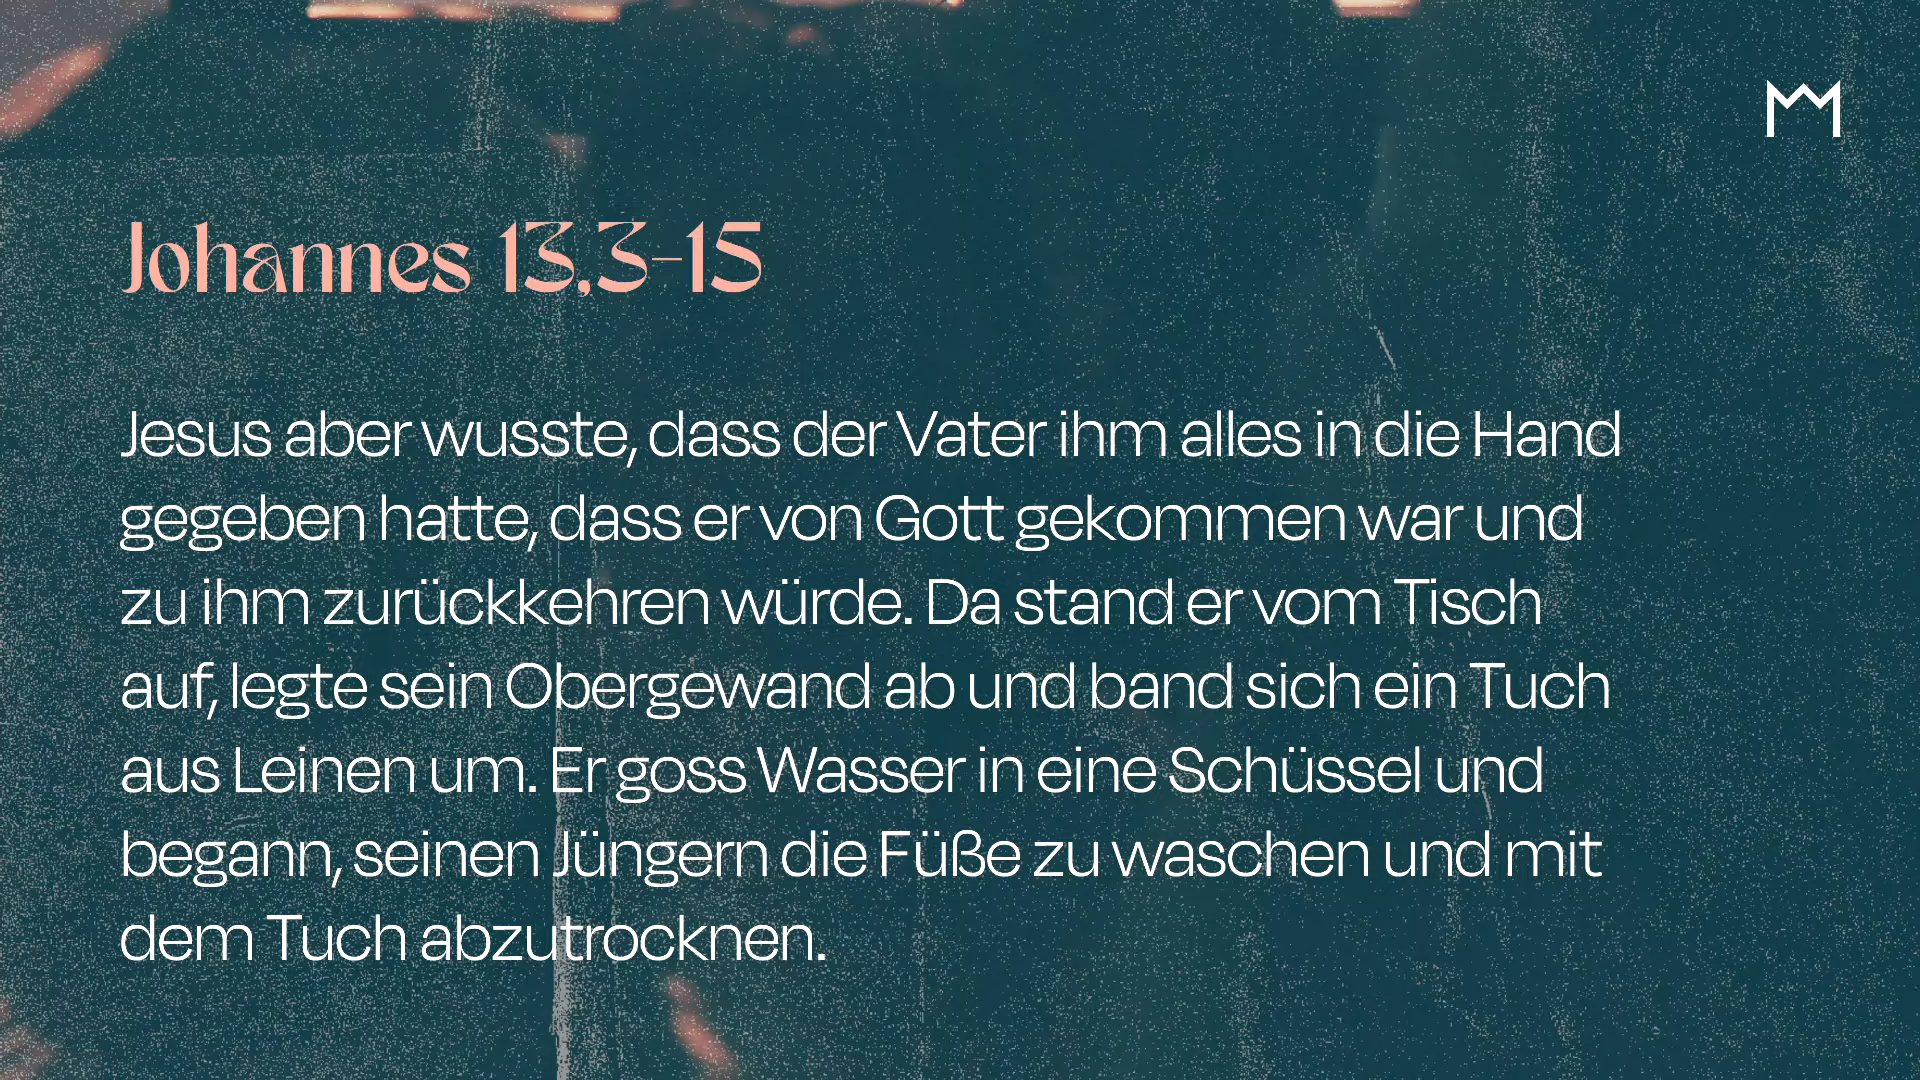 Johannes 13,3–15
Jesus aber wusste, dass der Vater ihm alles in die Hand
gegeben hatte, dass er von Gott gekommen war und
zu ihm zurückkehren würde. Da stand er vom Tisch
auf, legte sein Obergewand ab und band sich ein Tuch
aus Leinen um. Er goss Wasser in eine Schüssel und
begann, seinen Jüngern die Füße zu waschen und mit
dem Tuch abzutrocknen.